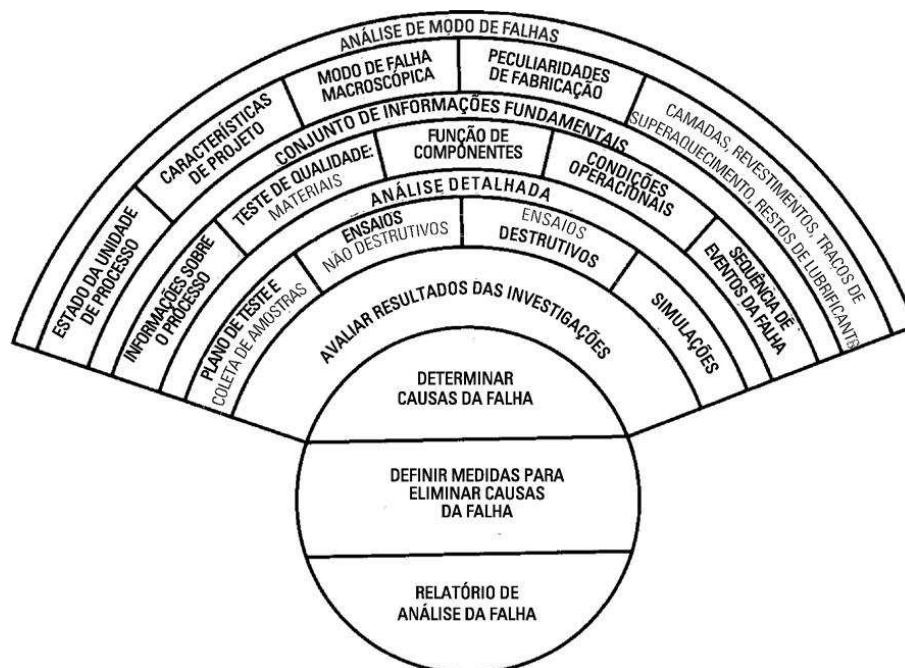 ANÁLISE DE MODO DE FALHAS
ESTADO DA UNIDADE
DE PROCESSO
CARACTERÍSTICAS
DE PROJETO
MODO DE FALHA
MACROSCÓPICA
PECULIARIDADES
DE FABRICAÇÃO
CAMADAS, REVESTIMENTOS, TRAÇOS DE
SUPERAQUECIMENTO, RESTOS DE LUBRIFICANTES
CONJUNTO DE INFORMAÇÕES FUNDAMENTAIS
INFORMAÇÕES SOBRE
O PROCESSO
TESTE DE QUALIDADE:
MATERIAIS
FUNÇÃO DE
COMPONENTES
CONDIÇÕES
OPERACIONAIS
SEQUÊNCIA DE
EVENTOS DA FALHA
ANÁLISE DETALHADA
PLANO DE TESTE E
COLETA DE AMOSTRAS
ENSAIOS
NÃO DESTRUTIVOS
ENSAIOS
DESTRUTIVOS
SIMULAÇÕES
AVALIAR RESULTADOS DAS INVESTIGAÇÕES
DETERMINAR
CAUSAS DA FALHA
DEFINIR MEDIDAS PARA
ELIMINAR CAUSAS
DA FALHA
RELATÓRIO DE
ANÁLISE DA FALHA